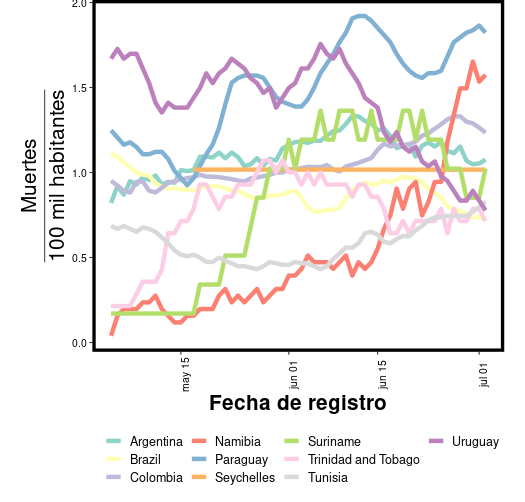 2.0
1.5
1.0
0.5
0.0
Muertes
100 mil habitantes
may 15
jun 01
jun 15
jul 01
Fecha de registro
Argentina Namibia Suriname Uruguay
Brazil Paraguay Trinidad and Tobago
Colombia Seychelles Tunisia